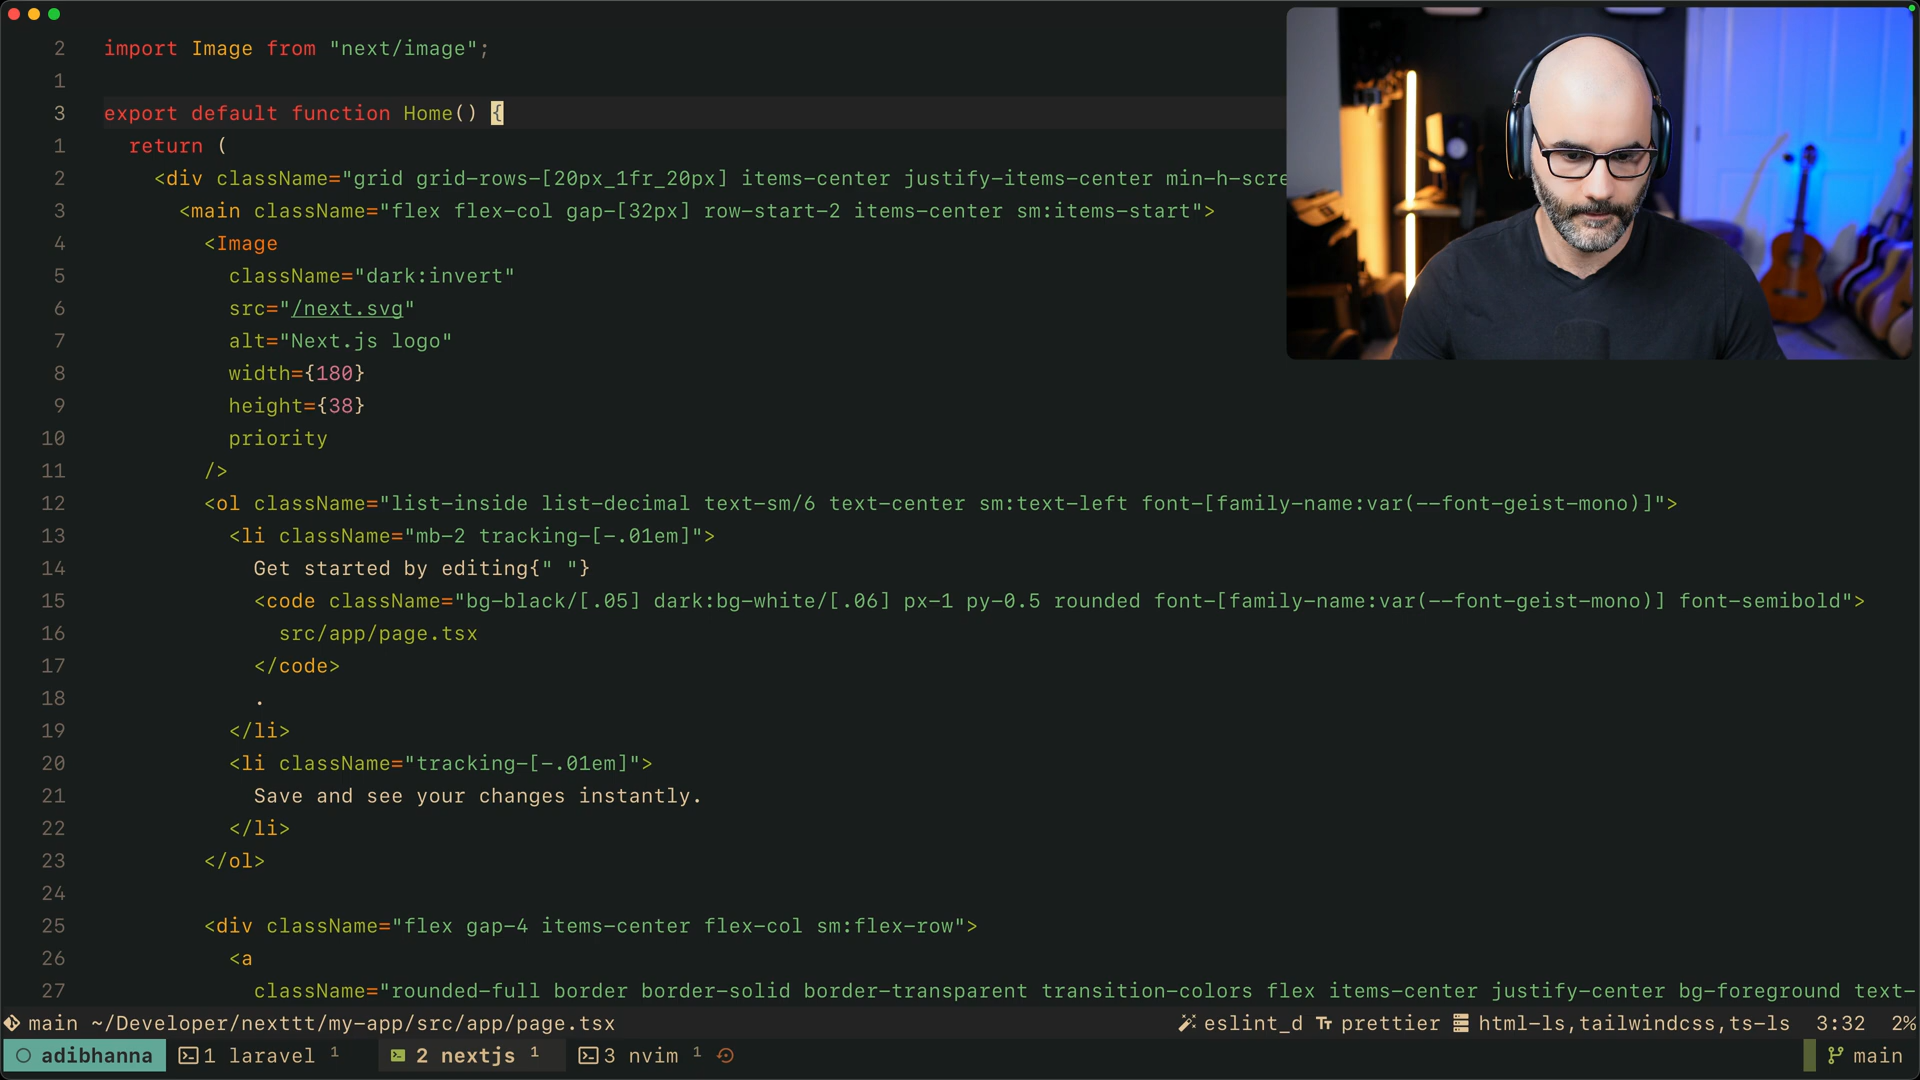 2 import Image from "next/image";
1
3 export default function Home() {
1 return (
2 <div className="grid grid-rows-[20px_1fr_20px] items-center justify-items-center min-h-scre
3 <main className="flex flex-col gap-[32px] row-start-2 items-center sm:items-start">
4 <Image
5 className="dark:invert"
6 src="/next.svg"
7 alt="Next.js logo"
8 width={180}
9 height={38}
10 priority
11 />
12 <ol className="list-inside list-decimal text-sm/6 text-center sm:text-left font-[family-name:var(--font-geist-mono)]">
13 <li className="mb-2 tracking-[-.01em]">
14 Get started by editing{" "}
15 <code className="bg-black/[.05] dark:bg-white/[.06] px-1 py-0.5 rounded font-[family-name:var(--font-geist-mono)] font-semibold">
16 src/app/page.tsx
17 </code>
18 .
19 </li>
20 <li className="tracking-[-.01em]">
21 Save and see your changes instantly.
22 </li>
23 </ol>
24
25 <div className="flex gap-4 items-center flex-col sm:flex-row">
26 <a
27 className="rounded-full border border-solid border-transparent transition-colors flex items-center justify-center bg-foreground text-
main ~/Developer/nexttt/my-app/src/app/page.tsx eslint_d prettier html-ls,tailwindcss,ts-ls 3:32 2%
adibhanna 1 laravel 1 2 nextjs 1 3 nvim 1 main